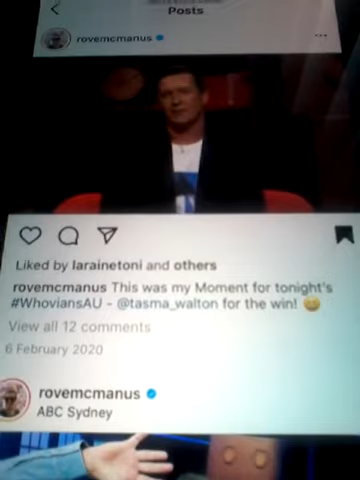 Posts
rovemcmanus
Liked by larainetoni and others
rovemcmanus This was my Moment for tonight's
#WhoviansAU - @tasma_walton for the win! 😄
View all 12 comments
6 February 2020
rovemcmanus
ABC Sydney